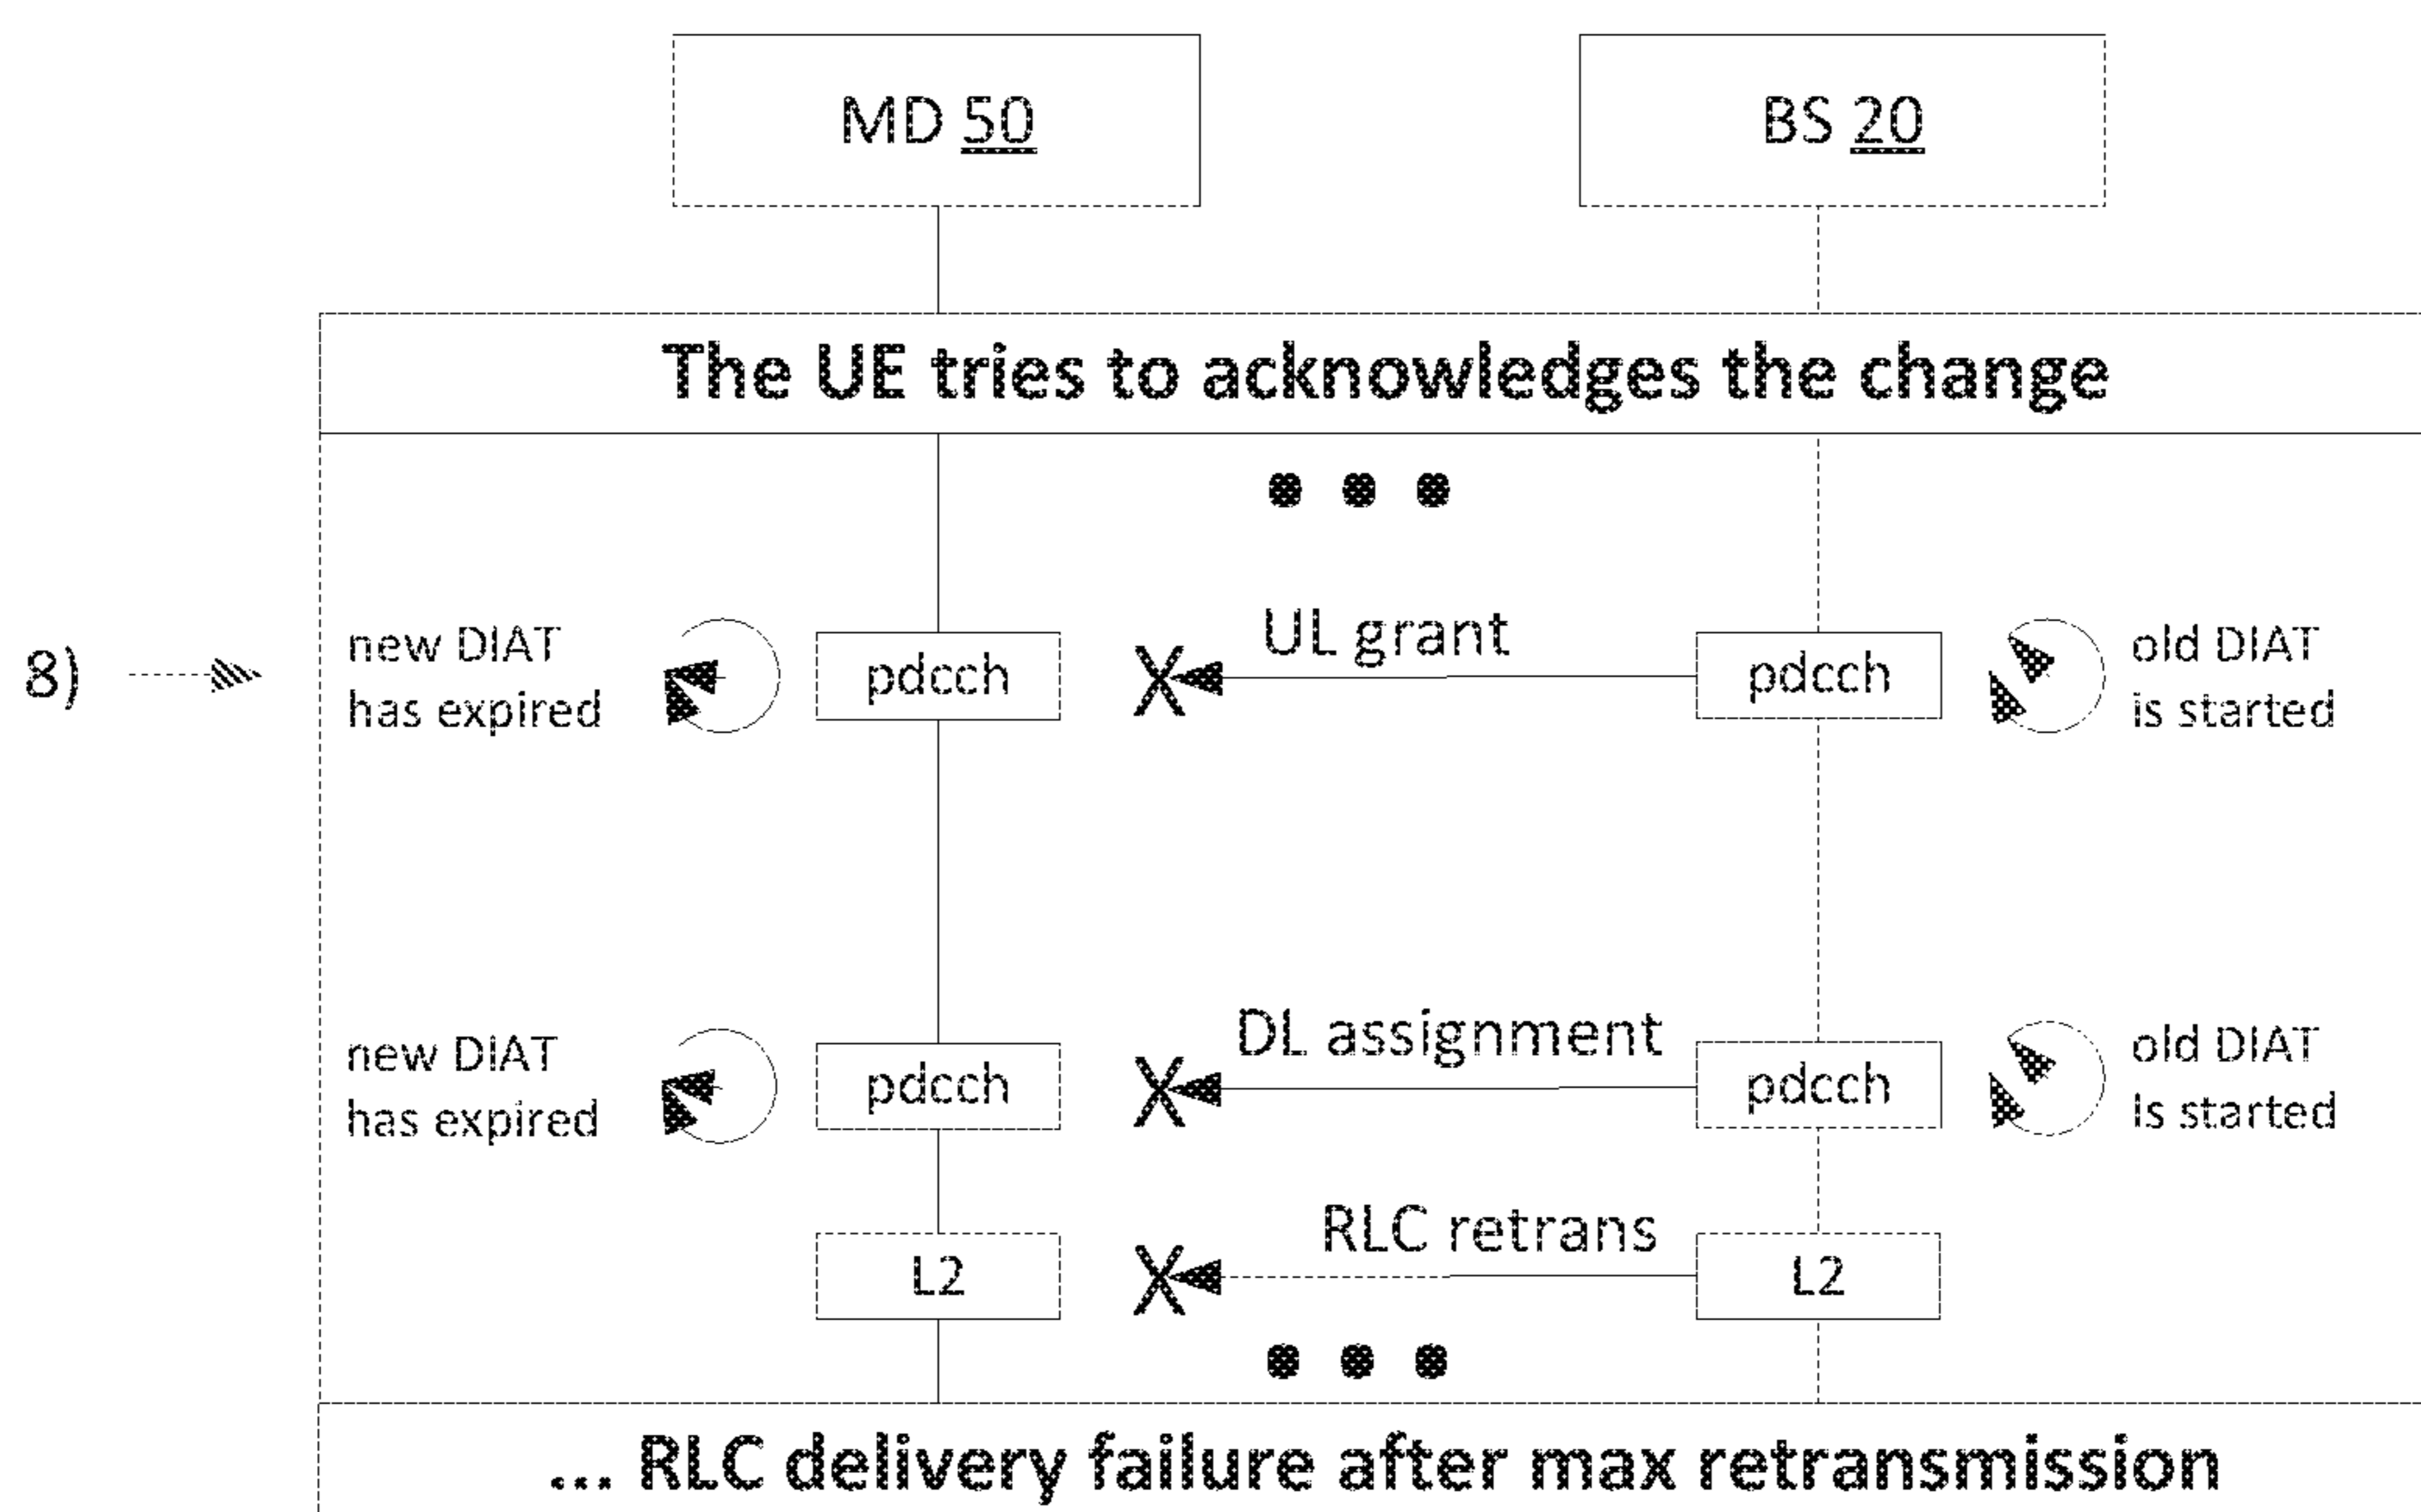 MD 50
BS 20
The UE tries to acknowledges the change
8)
new DIAT
has expired
pdcch
UL grant
pdcch
old DIAT
is started
new DIAT
has expired
pdcch
DL assignment
pdcch
old DIAT
is started
L2
RLC retrans
L2
... RLC delivery failure after max retransmission